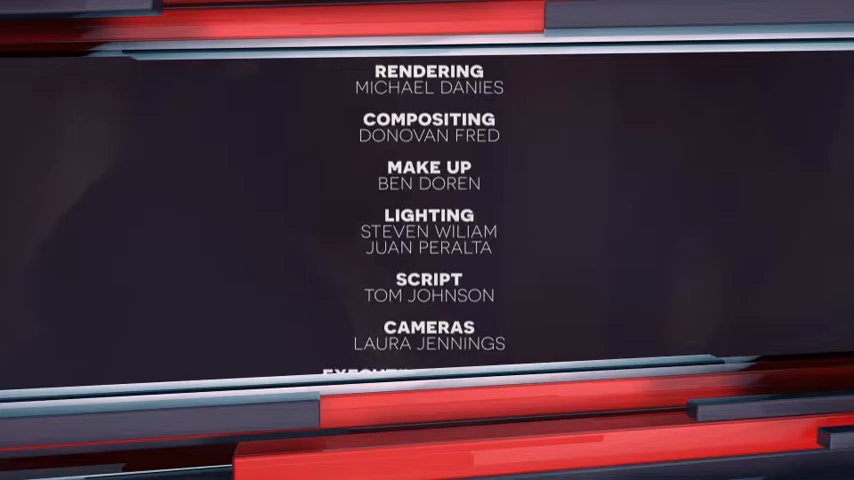 RENDERING
MICHAEL DANIES
COMPOSITING
DONOVAN FRED
MAKE UP
BEN DOREN
LIGHTING
STEVEN WILIAM
JUAN PERALTA
SCRIPT
TOM JOHNSON
CAMERAS
LAURA JENNINGS